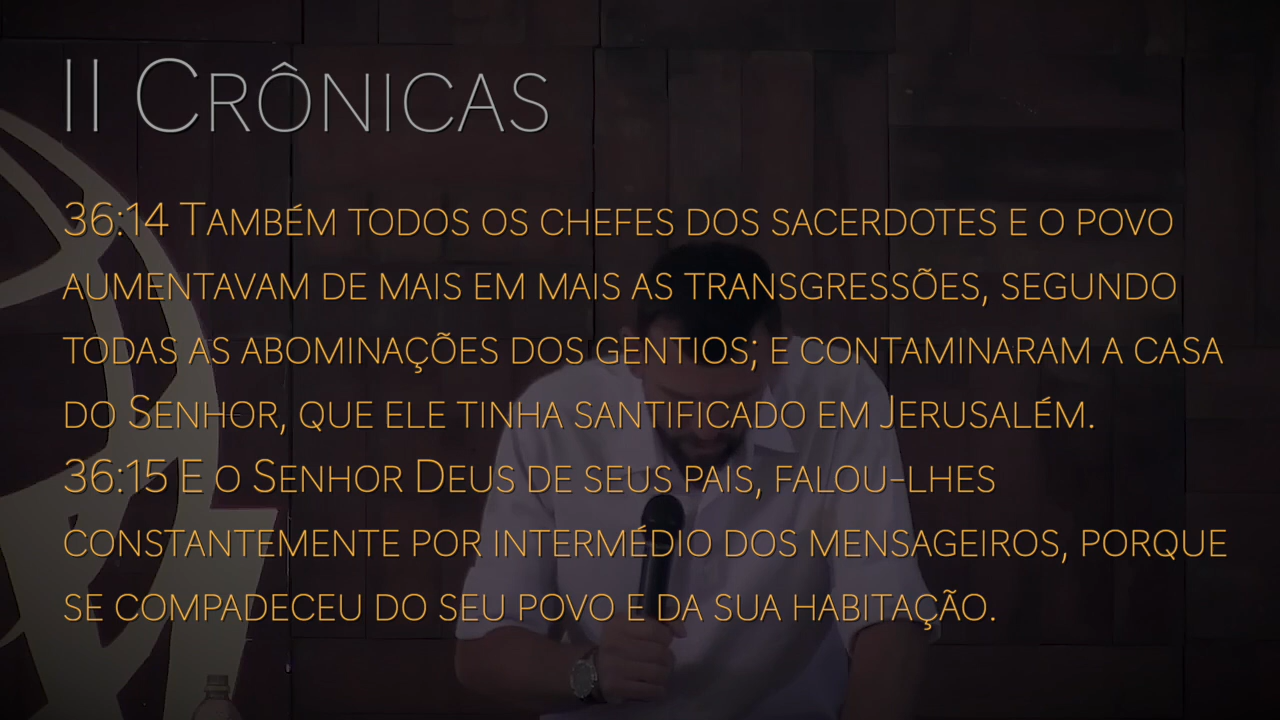 II Crônicas
36:14 Também todos os chefes dos sacerdotes e o povo
aumentavam de mais em mais as transgressões, segundo
todas as abominações dos gentios; e contaminaram a casa
do Senhor, que ele tinha santificado em Jerusalém.
36:15 E o Senhor Deus de seus pais, falou-lhes
constantemente por intermédio dos mensageiros, porque
se compadeceu do seu povo e da sua habitação.